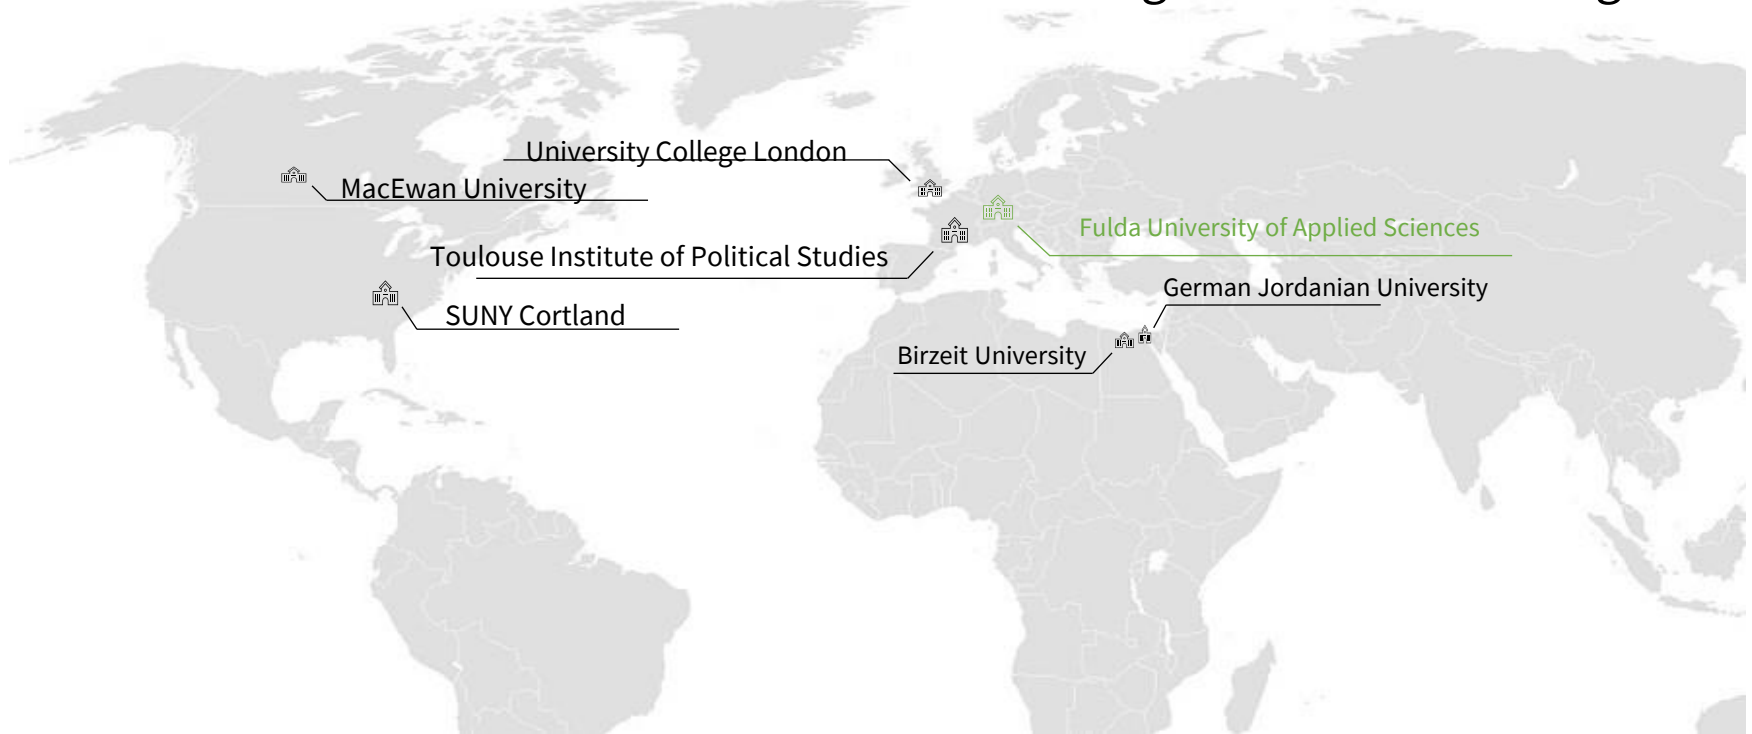 University College London
MacEwan University
Fulda University of Applied Sciences
Toulouse Institute of Political Studies
German Jordanian University
SUNY Cortland
Birzeit University